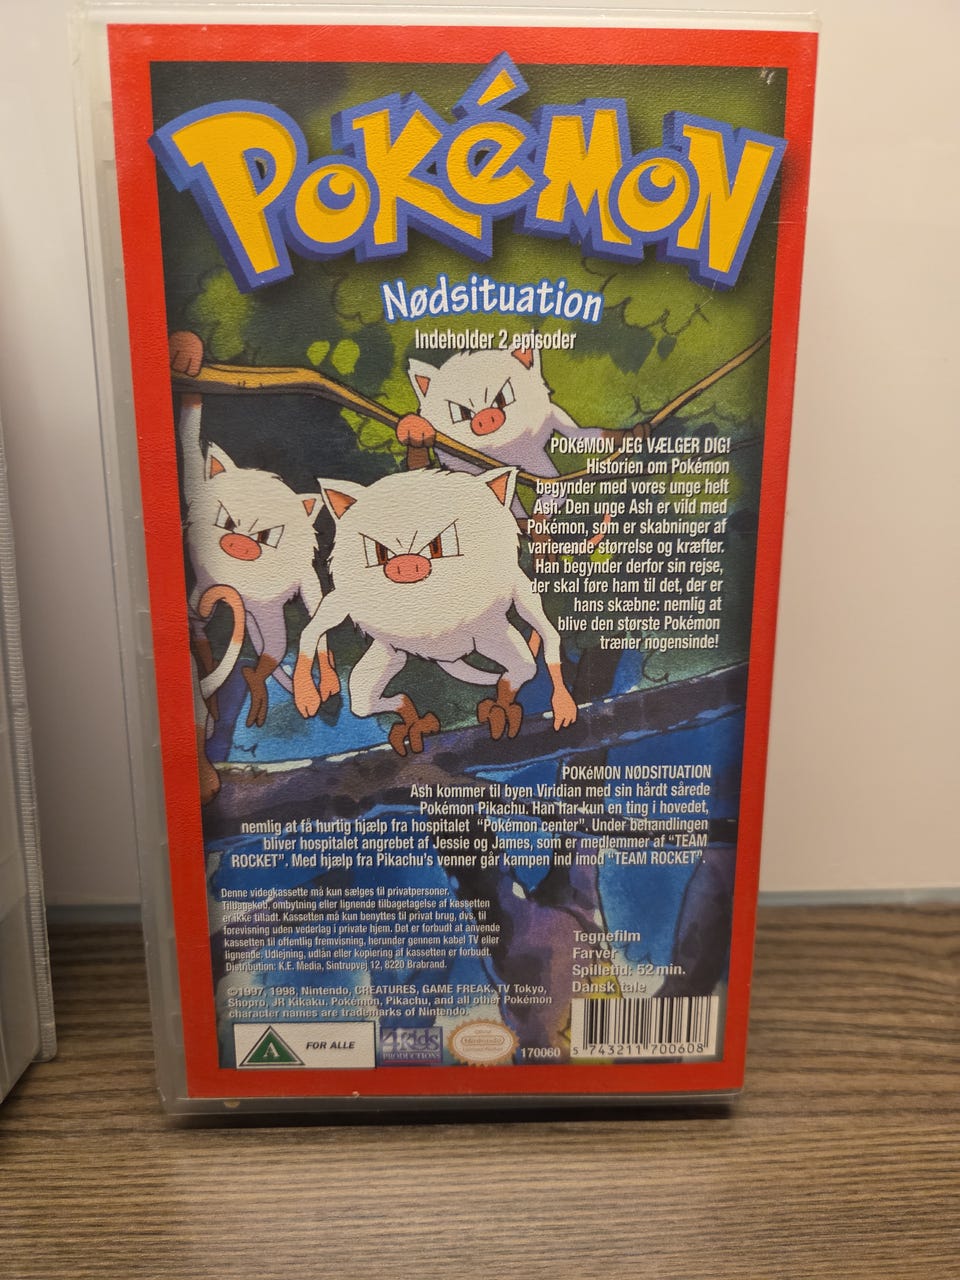 POKéMON
Nødsituation
Indeholder 2 episoder
POKéMON JEG VÆLGER DIG!
Historien om Pokémon
begynder med vores unge helt
Ash. Den unge Ash er vild med
Pokémon, som er skabninger af
varierende størrelse og kræfter.
Han begynder derfor sin rejse,
der skal føre ham til det, der er
hans skæbne: nemlig at
blive den største Pokémon
træner nogensinde!
POKéMON NØDSITUATION
Ash kommer til byen Viridian med sin hårdt sårede
Pokémon Pikachu. Han har kun en ting i hovedet,
nemlig at få hurtig hjælp fra hospitalet "Pokémon center". Under behandlingen
bliver hospitalet angrebet af Jessie og James, som er medlemmer af "TEAM
ROCKET". Med hjælp fra Pikachu's venner går kampen ind imod "TEAM ROCKET".
Denne videokassette må kun sælges til privatpersoner.
Tilbagekøb, ombytning eller lignende tilbagetagelse af kassetten
er ikke tilladt. Kassetten må kun benyttes til privat brug, dvs. til
forevisning uden vederlag i private hjem. Det er forbudt at anvende
kassetten til offentlig fremvisning, herunder gennem kabel TV eller
lignende. Udlejning, udlån eller kopiering af kassetten er forbudt.
Distribution: K.E. Media, Sintrupvej 12, 8220 Brabrand.
©1997, 1998, Nintendo, CREATURES, GAME FREAK, TV Tokyo,
Shopro, JR Kikaku. Pokémon, Pikachu, and all other Pokémon
character names are trademarks of Nintendo.
Tegnefilm
Farver
Spilletid: 52 min.
Dansk tale
A FOR ALLE
4Kids
PRODUCTIONS
Nintendo
170060
5 743211 700608